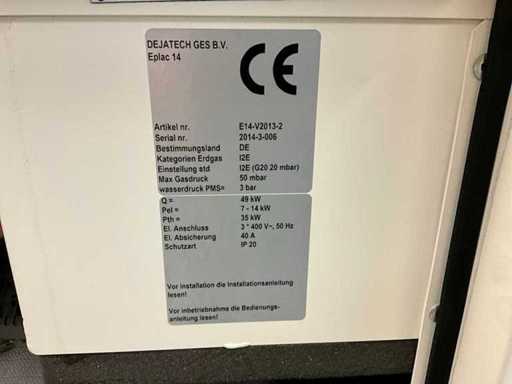 DEJATECH GES B.V.
Eplac 14
CE
Artikel nr. E14-V2013-2
Serial nr. 2014-3-006
Bestimmungsland DE
Kategorien Erdgas I2E
Einstellung std I2E (G20 20 mbar)
Max Gasdruck 50 mbar
wasserdruck PMS= 3 bar
Q = 49 kW
Pel = 7 - 14 kW
Pth = 35 kW
El. Anschluss 3 * 400 V~, 50 Hz
El. Absicherung 40 A
Schutzart IP 20
Vor installation die Installationsanleitung
lesen!
Vor inbetriebnahme die Bedienungs-
anleitung lesen!